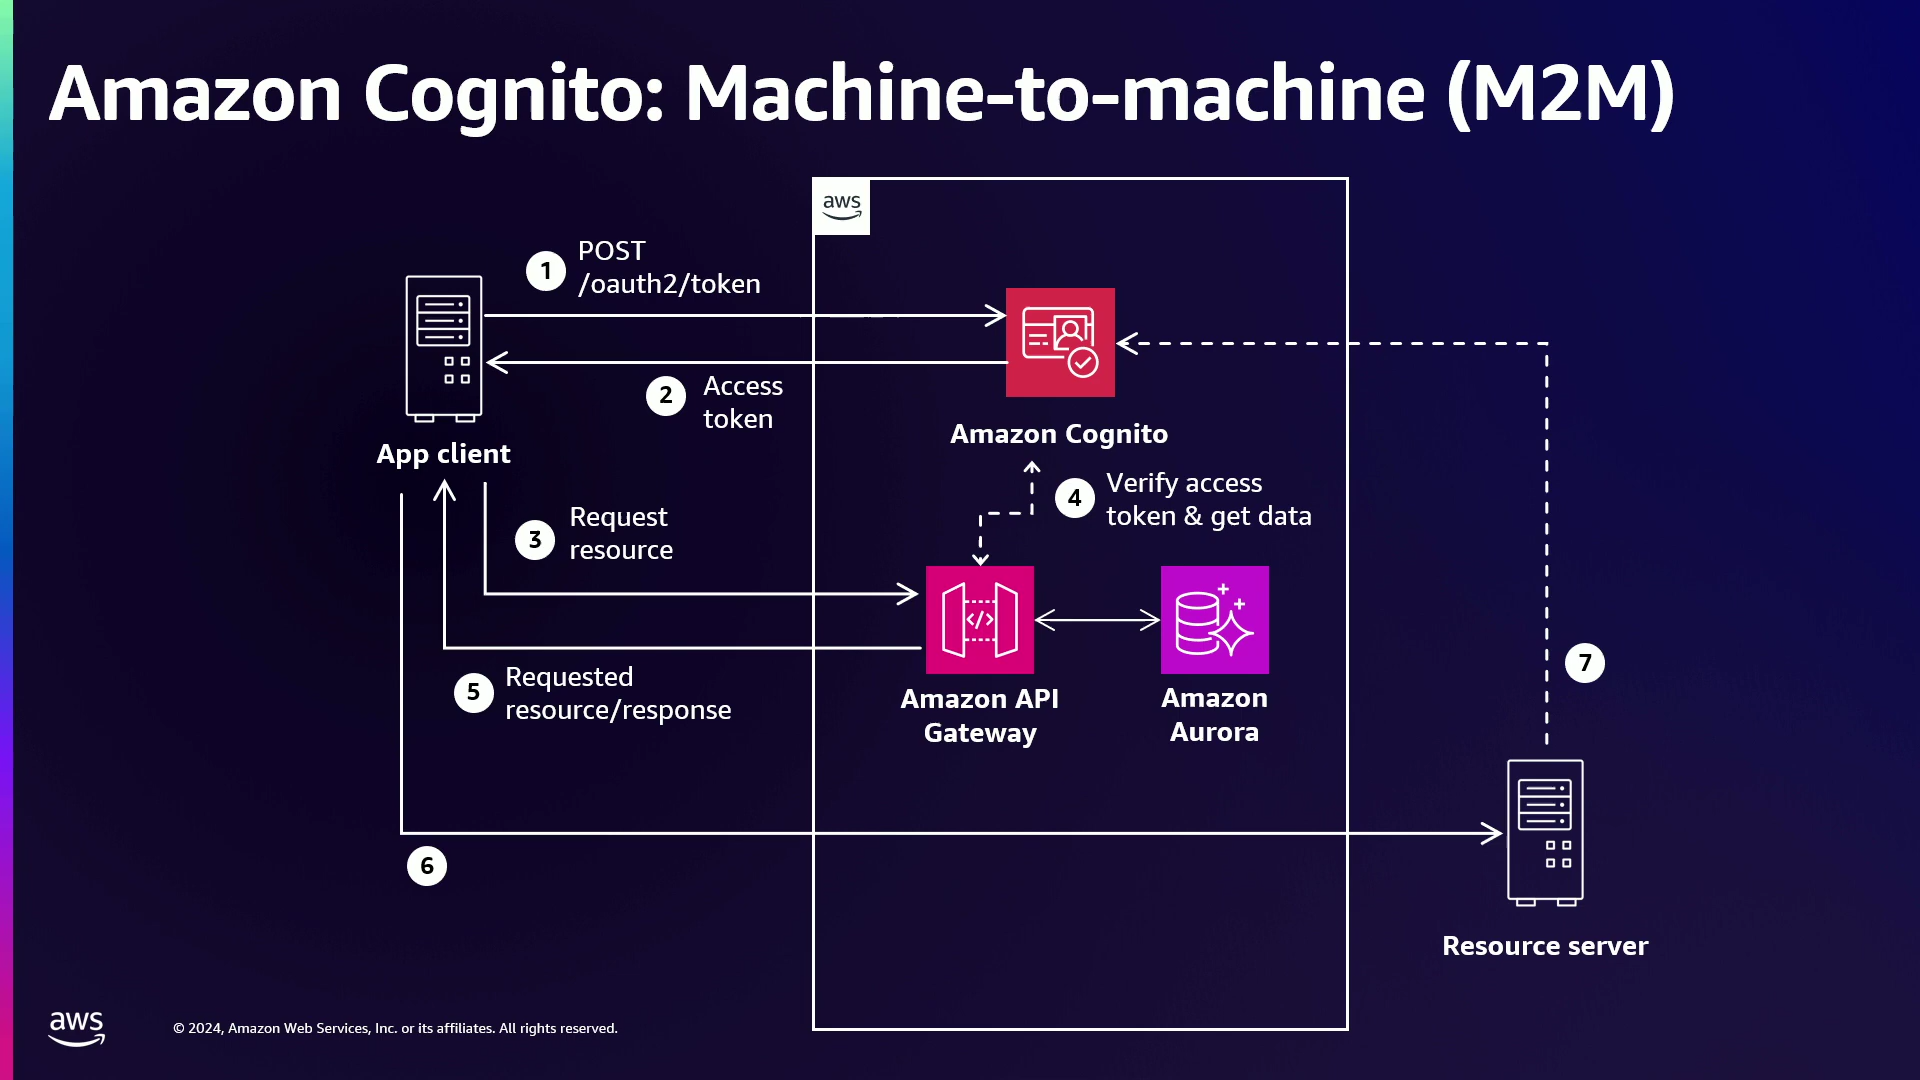 Amazon Cognito: Machine-to-machine (M2M)
aws
1
POST
/oauth2/token
2
Access
token
App client
Amazon Cognito
3
Request
resource
4
Verify access
token & get data
</>
5
Requested
resource/response
Amazon API
Gateway
Amazon
Aurora
7
6
Resource server
aws
© 2024, Amazon Web Services, Inc. or its affiliates. All rights reserved.